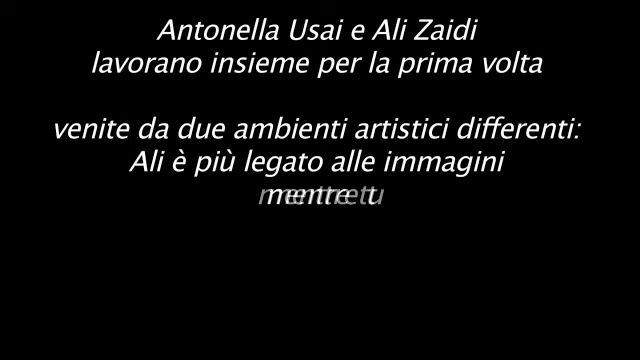 Antonella Usai e Ali Zaidi
lavorano insieme per la prima volta
venite da due ambienti artistici differenti:
Ali è più legato alle immagini
mentre